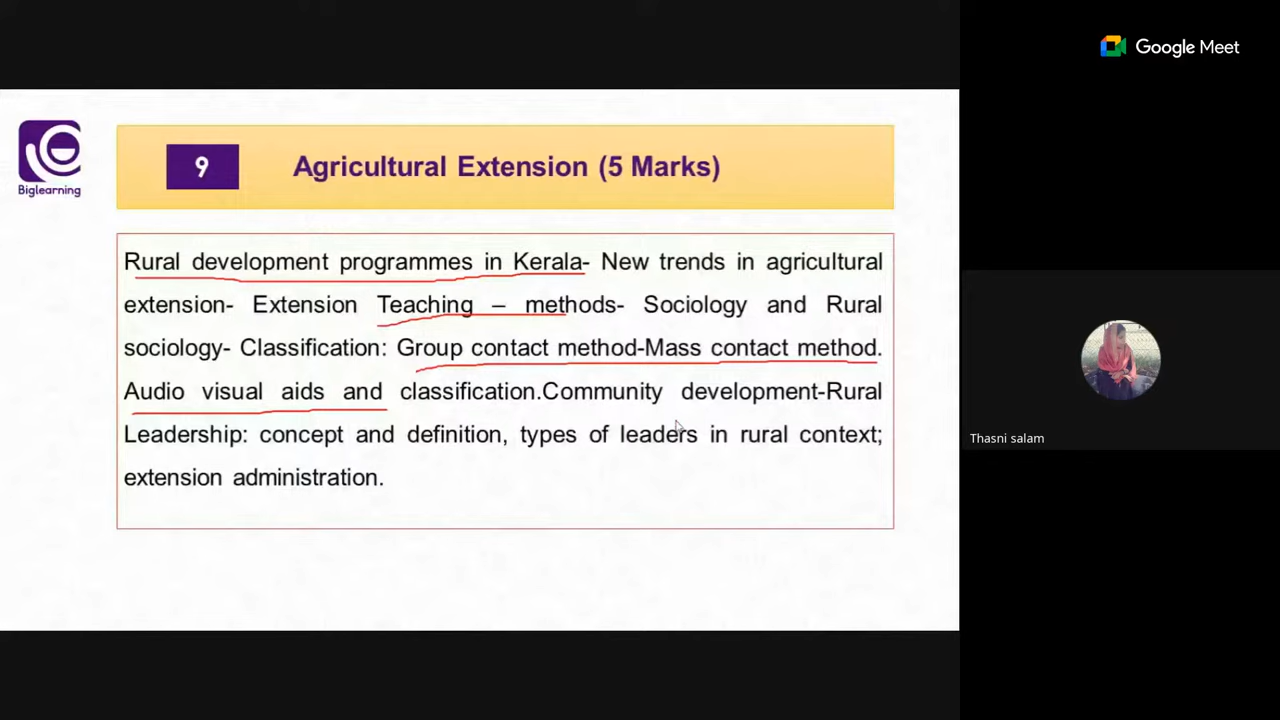 Google Meet
Biglearning
9
Agricultural Extension (5 Marks)
Rural development programmes in Kerala- New trends in agricultural
extension- Extension Teaching – methods- Sociology and Rural
sociology- Classification: Group contact method-Mass contact method.
Audio visual aids and classification.Community development-Rural
Leadership: concept and definition, types of leaders in rural context;
extension administration.
Thasni salam